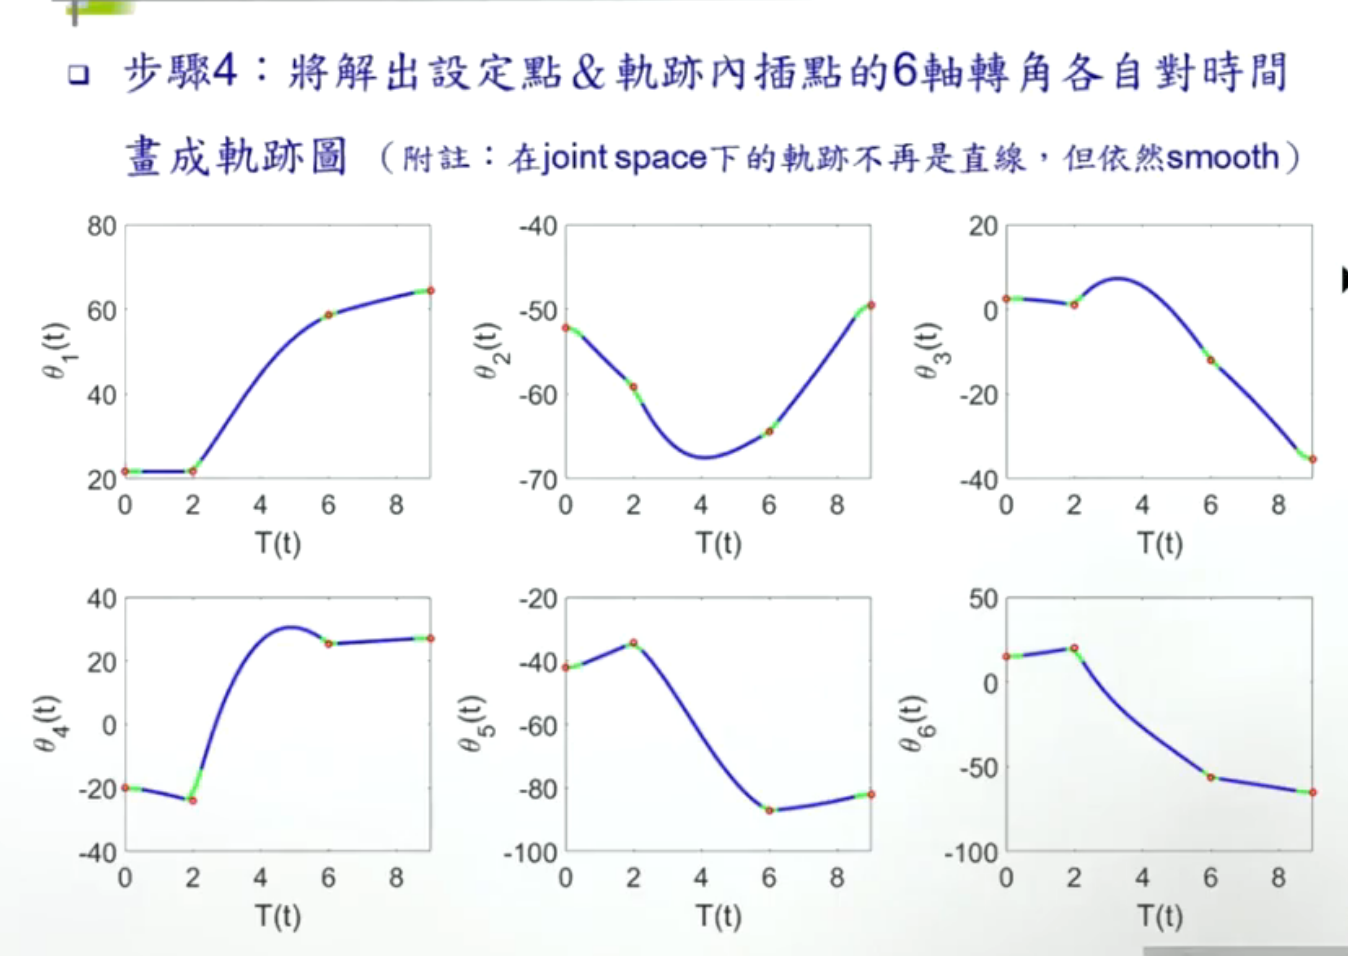 步驟4：將解出設定點&軌跡內插點的6軸轉角各自對時間
畫成軌跡圖（附註：在joint space下的軌跡不再是直線，但依然smooth）
80
60
40
20
θ1(t)
0 2 4 6 8
T(t)
-40
-50
-60
-70
θ2(t)
0 2 4 6 8
T(t)
20
0
-20
-40
θ3(t)
0 2 4 6 8
T(t)
40
20
0
-20
-40
θ4(t)
0 2 4 6 8
T(t)
-20
-40
-60
-80
-100
θ5(t)
0 2 4 6 8
T(t)
50
0
-50
-100
θ6(t)
0 2 4 6 8
T(t)